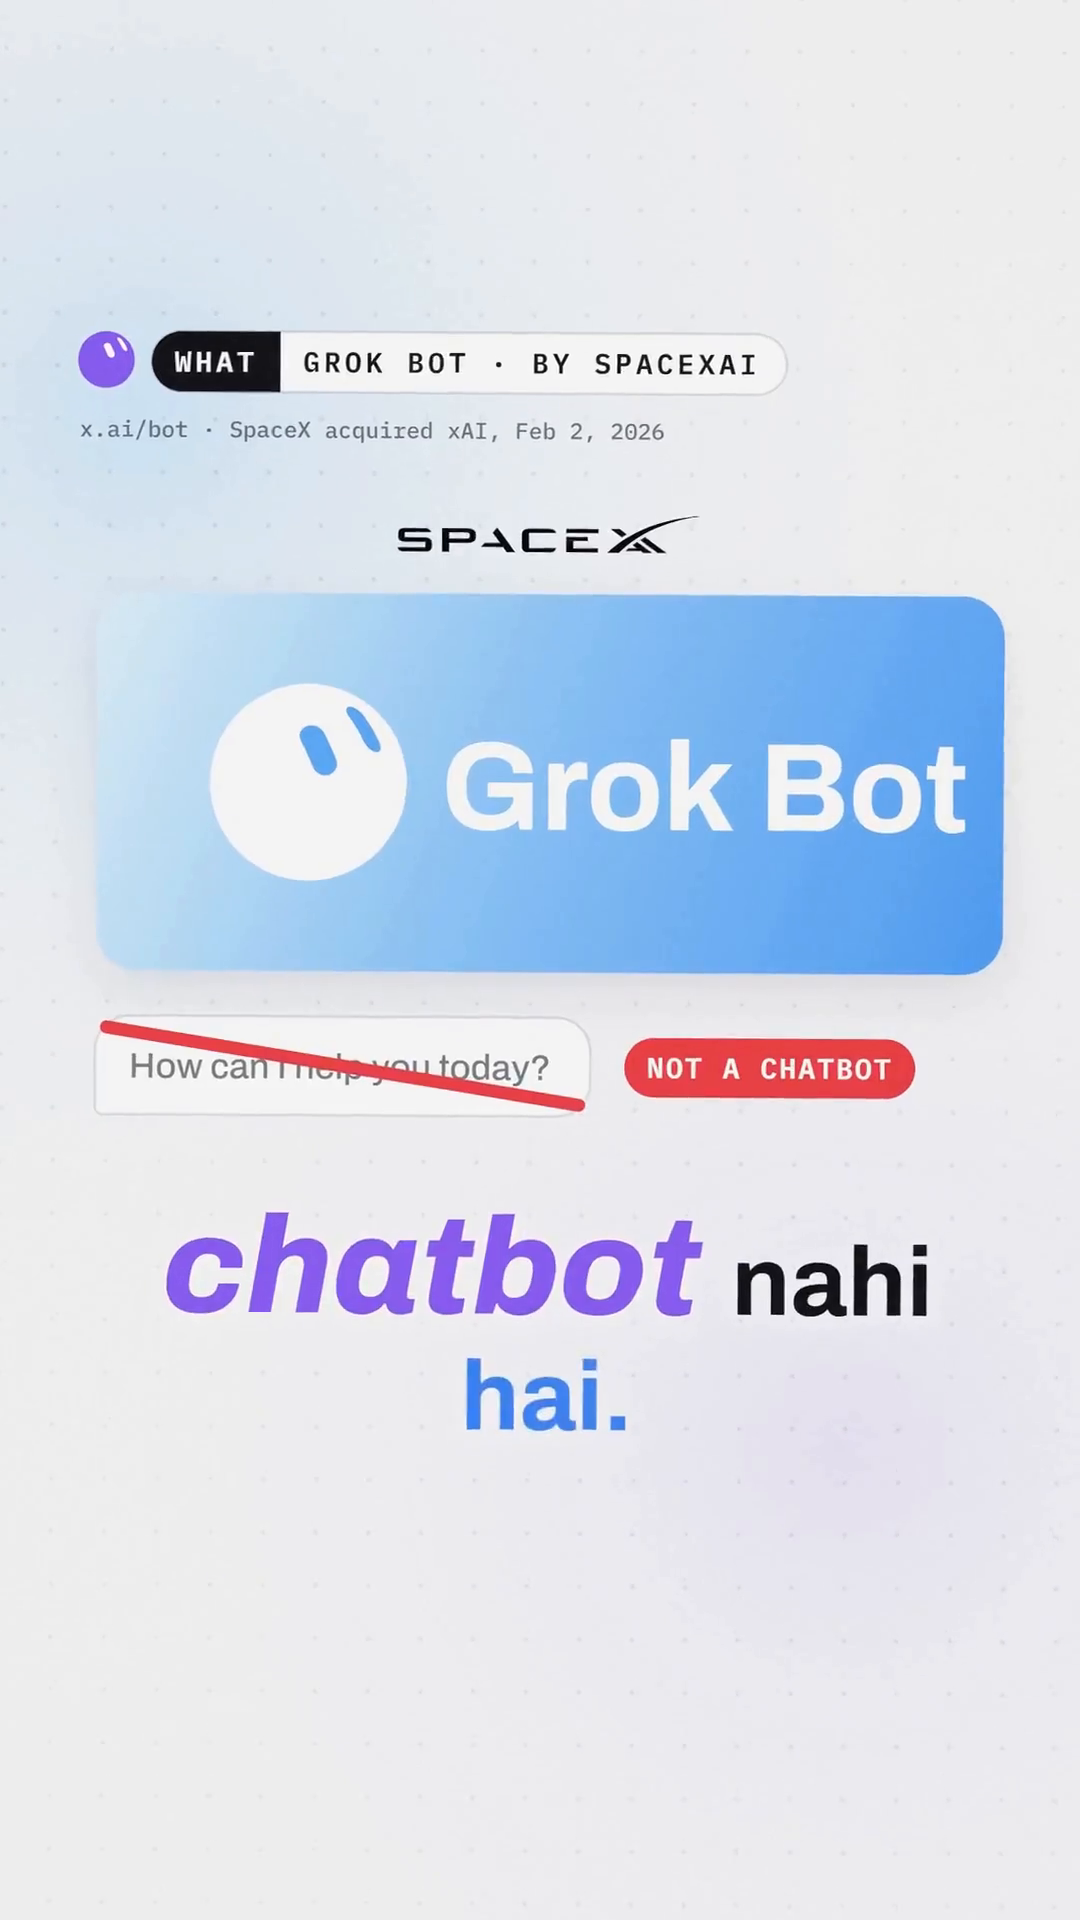 WHAT GROK BOT · BY SPACEXAI
x.ai/bot · SpaceX acquired xAI, Feb 2, 2026
SPACEX
Grok Bot
How can I help you today?
NOT A CHATBOT
chatbot nahi
hai.